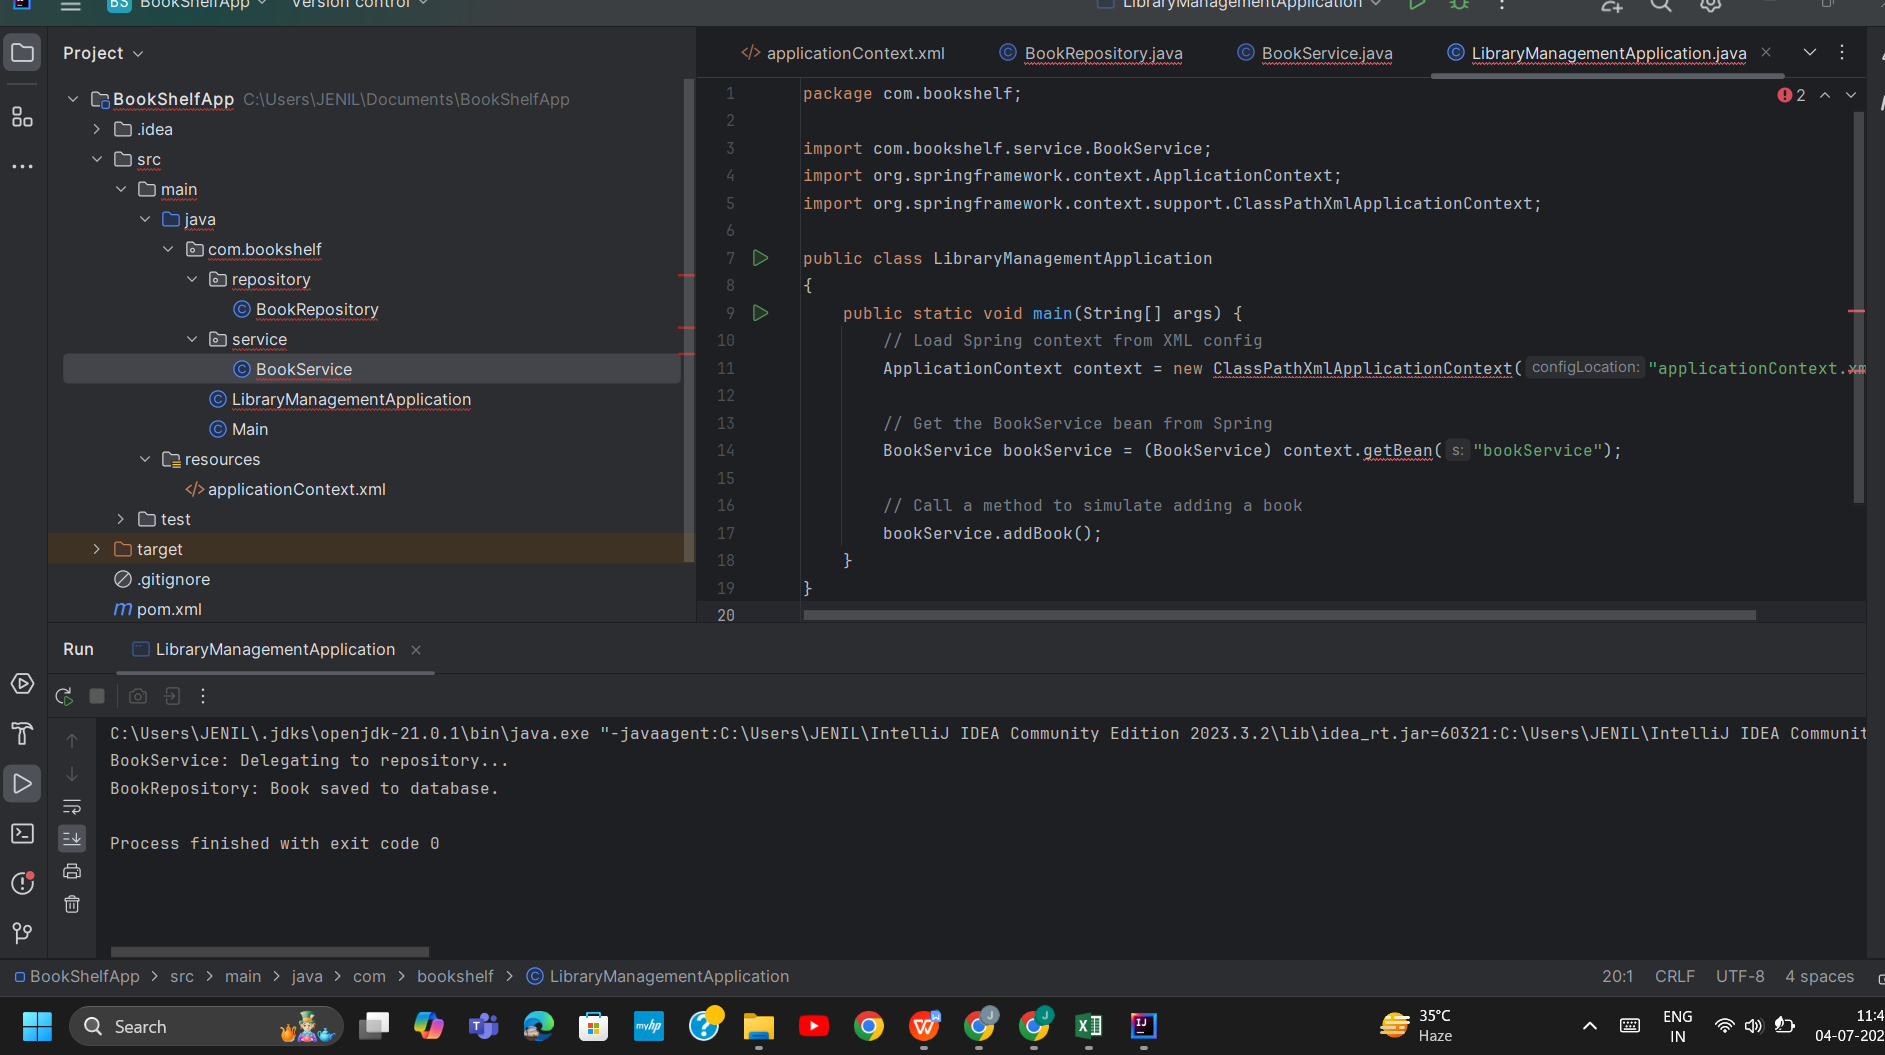 BS BookShelfApp Version control LibraryManagementApplication
Project
applicationContext.xml BookRepository.java BookService.java LibraryManagementApplication.java
BookShelfApp C:\Users\JENIL\Documents\BookShelfApp
.idea
src
main
java
com.bookshelf
repository
BookRepository
service
BookService
LibraryManagementApplication
Main
resources
applicationContext.xml
test
target
.gitignore
pom.xml
2
1 package com.bookshelf;
2
3 import com.bookshelf.service.BookService;
4 import org.springframework.context.ApplicationContext;
5 import org.springframework.context.support.ClassPathXmlApplicationContext;
6
7 public class LibraryManagementApplication
8 {
9 public static void main(String[] args) {
10 // Load Spring context from XML config
11 ApplicationContext context = new ClassPathXmlApplicationContext( configLocation: "applicationContext.xm
12
13 // Get the BookService bean from Spring
14 BookService bookService = (BookService) context.getBean( s: "bookService");
15
16 // Call a method to simulate adding a book
17 bookService.addBook();
18 }
19 }
20
Run LibraryManagementApplication
C:\Users\JENIL\.jdks\openjdk-21.0.1\bin\java.exe "-javaagent:C:\Users\JENIL\IntelliJ IDEA Community Edition 2023.3.2\lib\idea_rt.jar=60321:C:\Users\JENIL\IntelliJ IDEA Communit
BookService: Delegating to repository...
BookRepository: Book saved to database.
Process finished with exit code 0
BookShelfApp > src > main > java > com > bookshelf > LibraryManagementApplication
20:1 CRLF UTF-8 4 spaces
Search
myhp
35°C
Haze
ENG
IN
11:4
04-07-202